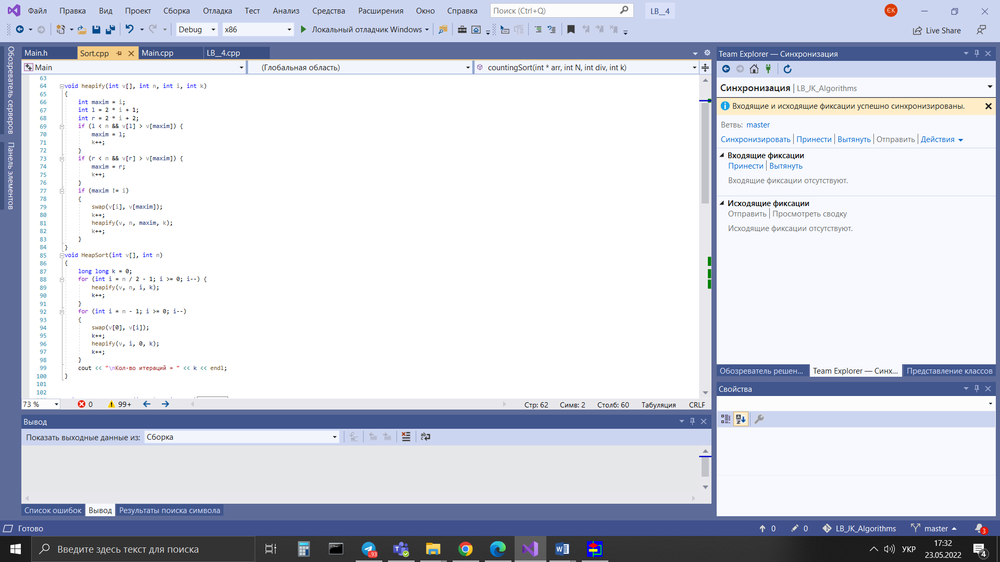 Файл Правка Вид Проект Сборка Отладка Тест Анализ Средства Расширения Окно Справка Поиск (Ctrl+Q) LB__4 ЄК
Debug x86 Локальный отладчик Windows Live Share
Обозреватель серверов
Панель элементов
Main.h Sort.cpp Main.cpp LB__4.cpp
Main (Глобальная область) countingSort(int * arr, int N, int div, int k)
63
64 void heapify(int v[], int n, int i, int k)
65 {
66 int maxim = i;
67 int l = 2 * i + 1;
68 int r = 2 * i + 2;
69 if (l < n && v[l] > v[maxim]) {
70 maxim = l;
71 k++;
72 }
73 if (r < n && v[r] > v[maxim]) {
74 maxim = r;
75 k++;
76 }
77 if (maxim != i)
78 {
79 swap(v[i], v[maxim]);
80 k++;
81 heapify(v, n, maxim, k);
82 k++;
83 }
84 }
85 void HeapSort(int v[], int n)
86 {
87 long long k = 0;
88 for (int i = n / 2 - 1; i >= 0; i--) {
89 heapify(v, n, i, k);
90 k++;
91 }
92 for (int i = n - 1; i >= 0; i--)
93 {
94 swap(v[0], v[i]);
95 k++;
96 heapify(v, i, 0, k);
97 k++;
98 }
99 cout << "\nКол-во итераций = " << k << endl;
100 }
101
102
73 % 0 99+ Стр: 62 Симв: 2 Столб: 60 Табуляция CRLF
Вывод
Показать выходные данные из: Сборка
Список ошибок Вывод Результаты поиска символа
Team Explorer — Синхронизация
Синхронизация | LB_JK_Algorithms
Входящие и исходящие фиксации успешно синхронизированы.
Ветвь: master
Синхронизировать Принести Вытянуть Отправить Действия
Входящие фиксации
Принести Вытянуть
Входящие фиксации отсутствуют.
Исходящие фиксации
Отправить Просмотреть сводку
Исходящие фиксации отсутствуют.
Обозреватель решен... Team Explorer — Синх... Представление классов
Свойства
Готово 0 0 LB_JK_Algorithms master 3
Введите здесь текст для поиска ..93 УКР 17:32
23.05.2022 4